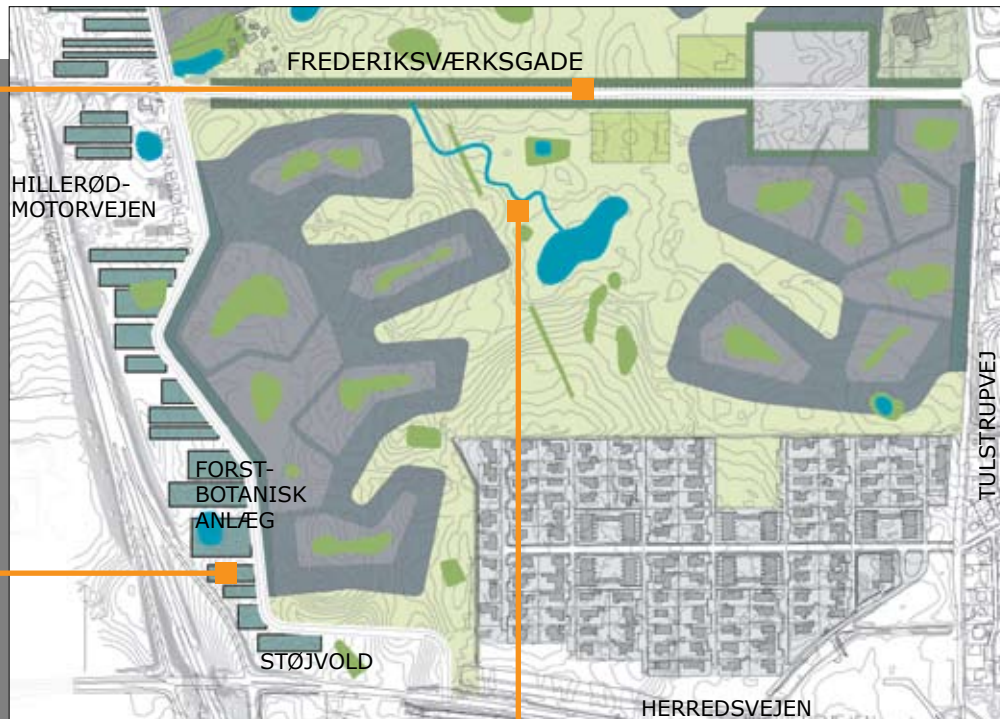 FREDERIKSVÆRKSGADE
HILLERØD-
MOTORVEJEN
TULSTRUPVEJ
FORST-
BOTANISK
ANLÆG
STØJVOLD
HERREDSVEJEN